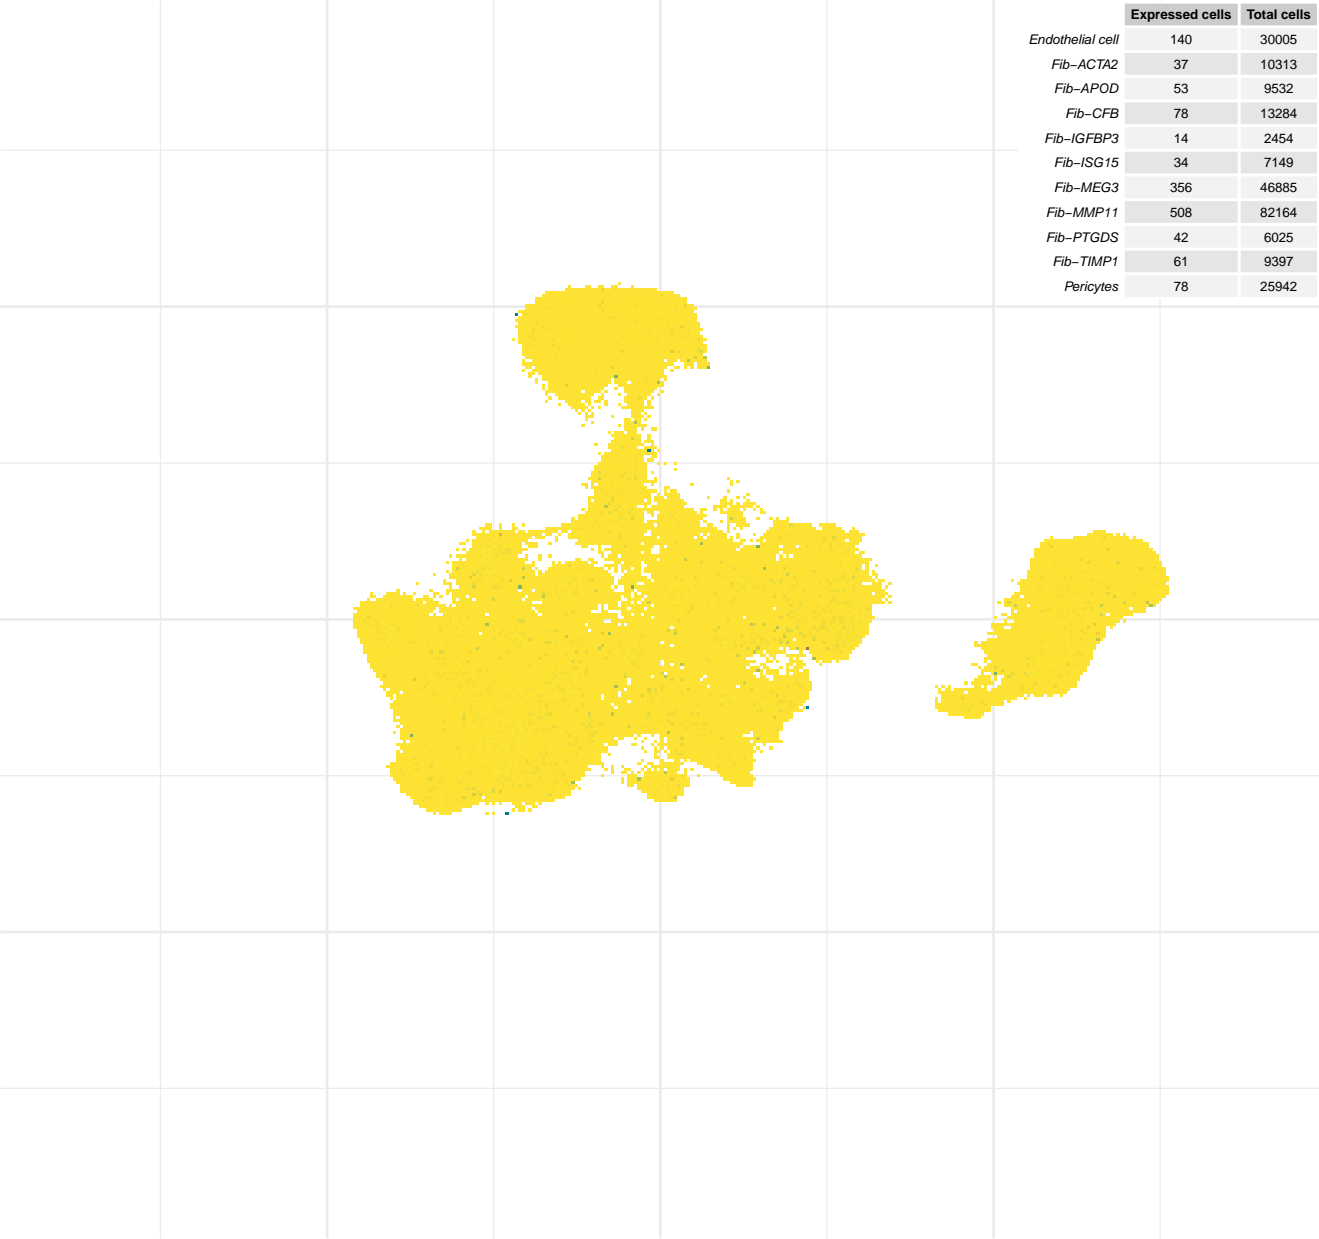 Expressed cells Total cells
Endothelial cell 140 30005
Fib−ACTA2 37 10313
Fib−APOD 53 9532
Fib−CFB 78 13284
Fib−IGFBP3 14 2454
Fib−ISG15 34 7149
Fib−MEG3 356 46885
Fib−MMP11 508 82164
Fib−PTGDS 42 6025
Fib−TIMP1 61 9397
Pericytes 78 25942